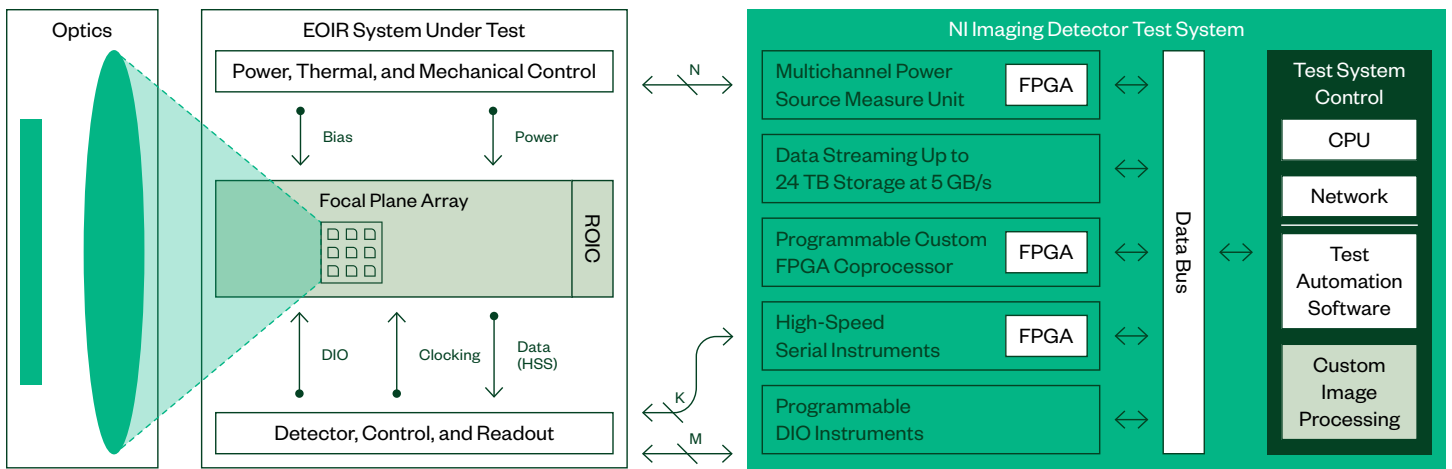 Optics
EOIR System Under Test
Power, Thermal, and Mechanical Control
Bias
Power
Focal Plane Array
ROIC
DIO
Clocking
Data
(HSS)
Detector, Control, and Readout
N
K
M
NI Imaging Detector Test System
Multichannel Power
Source Measure Unit
FPGA
Data Streaming Up to
24 TB Storage at 5 GB/s
Programmable Custom
FPGA Coprocessor
FPGA
High-Speed
Serial Instruments
FPGA
Programmable
DIO Instruments
Data Bus
Test System
Control
CPU
Network
Test
Automation
Software
Custom
Image
Processing